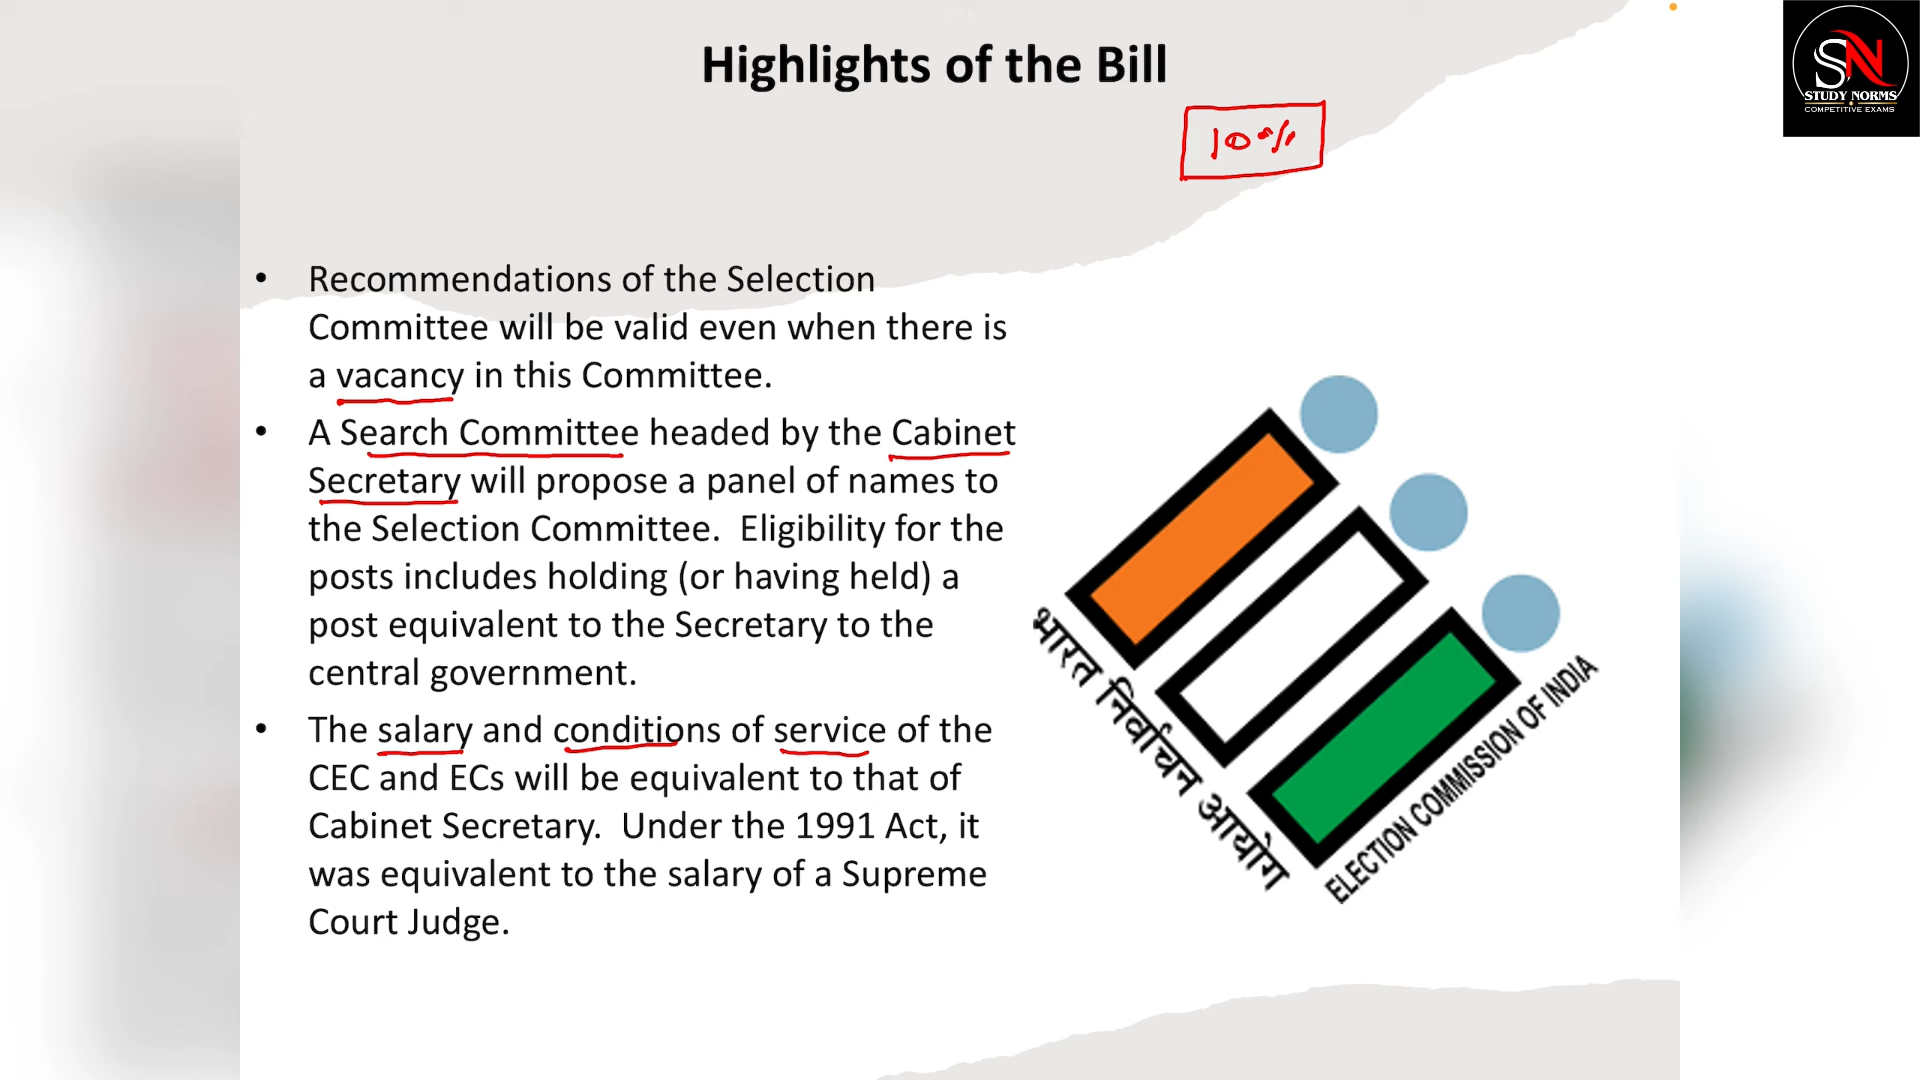 Highlights of the Bill
SN
STUDY NORMS
COMPETITIVE EXAMS
10%
• Recommendations of the Selection
Committee will be valid even when there is
a vacancy in this Committee.
• A Search Committee headed by the Cabinet
Secretary will propose a panel of names to
the Selection Committee. Eligibility for the
posts includes holding (or having held) a
post equivalent to the Secretary to the
central government.
• The salary and conditions of service of the
CEC and ECs will be equivalent to that of
Cabinet Secretary. Under the 1991 Act, it
was equivalent to the salary of a Supreme
Court Judge.
भारत निर्वाचन आयोग
ELECTION COMMISSION OF INDIA